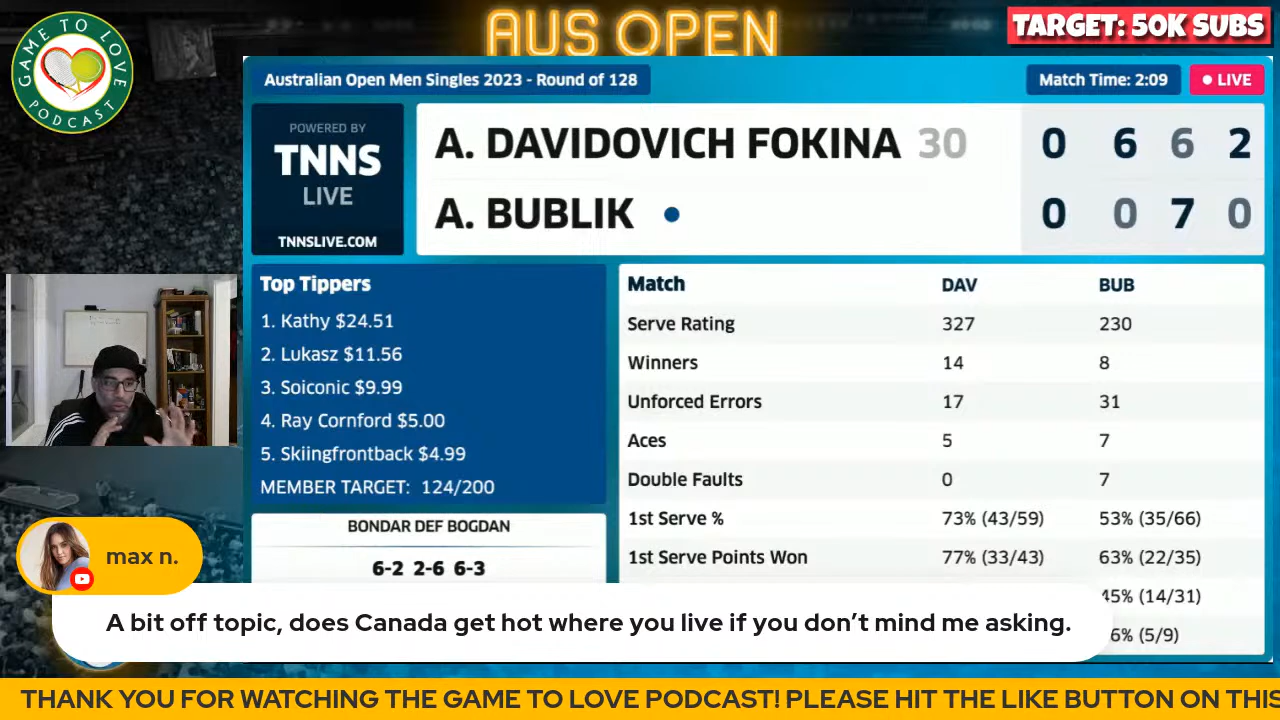 AUS OPEN
TARGET: 50K SUBS
GAME TO LOVE
PODCAST
Australian Open Men Singles 2023 - Round of 128
Match Time: 2:09
LIVE
POWERED BY
TNNS
LIVE
TNNSLIVE.COM
A. DAVIDOVICH FOKINA 30 0 6 6 2
A. BUBLIK 0 0 7 0
Top Tippers
1. Kathy $24.51
2. Lukasz $11.56
3. Soiconic $9.99
4. Ray Cornford $5.00
5. Skiingfrontback $4.99
MEMBER TARGET: 124/200
BONDAR DEF BOGDAN
6-2 2-6 6-3
Match DAV BUB
Serve Rating 327 230
Winners 14 8
Unforced Errors 17 31
Aces 5 7
Double Faults 0 7
1st Serve % 73% (43/59) 53% (35/66)
1st Serve Points Won 77% (33/43) 63% (22/35)
45% (14/31)
6% (5/9)
max n.
A bit off topic, does Canada get hot where you live if you don’t mind me asking.
THANK YOU FOR WATCHING THE GAME TO LOVE PODCAST! PLEASE HIT THE LIKE BUTTON ON THIS